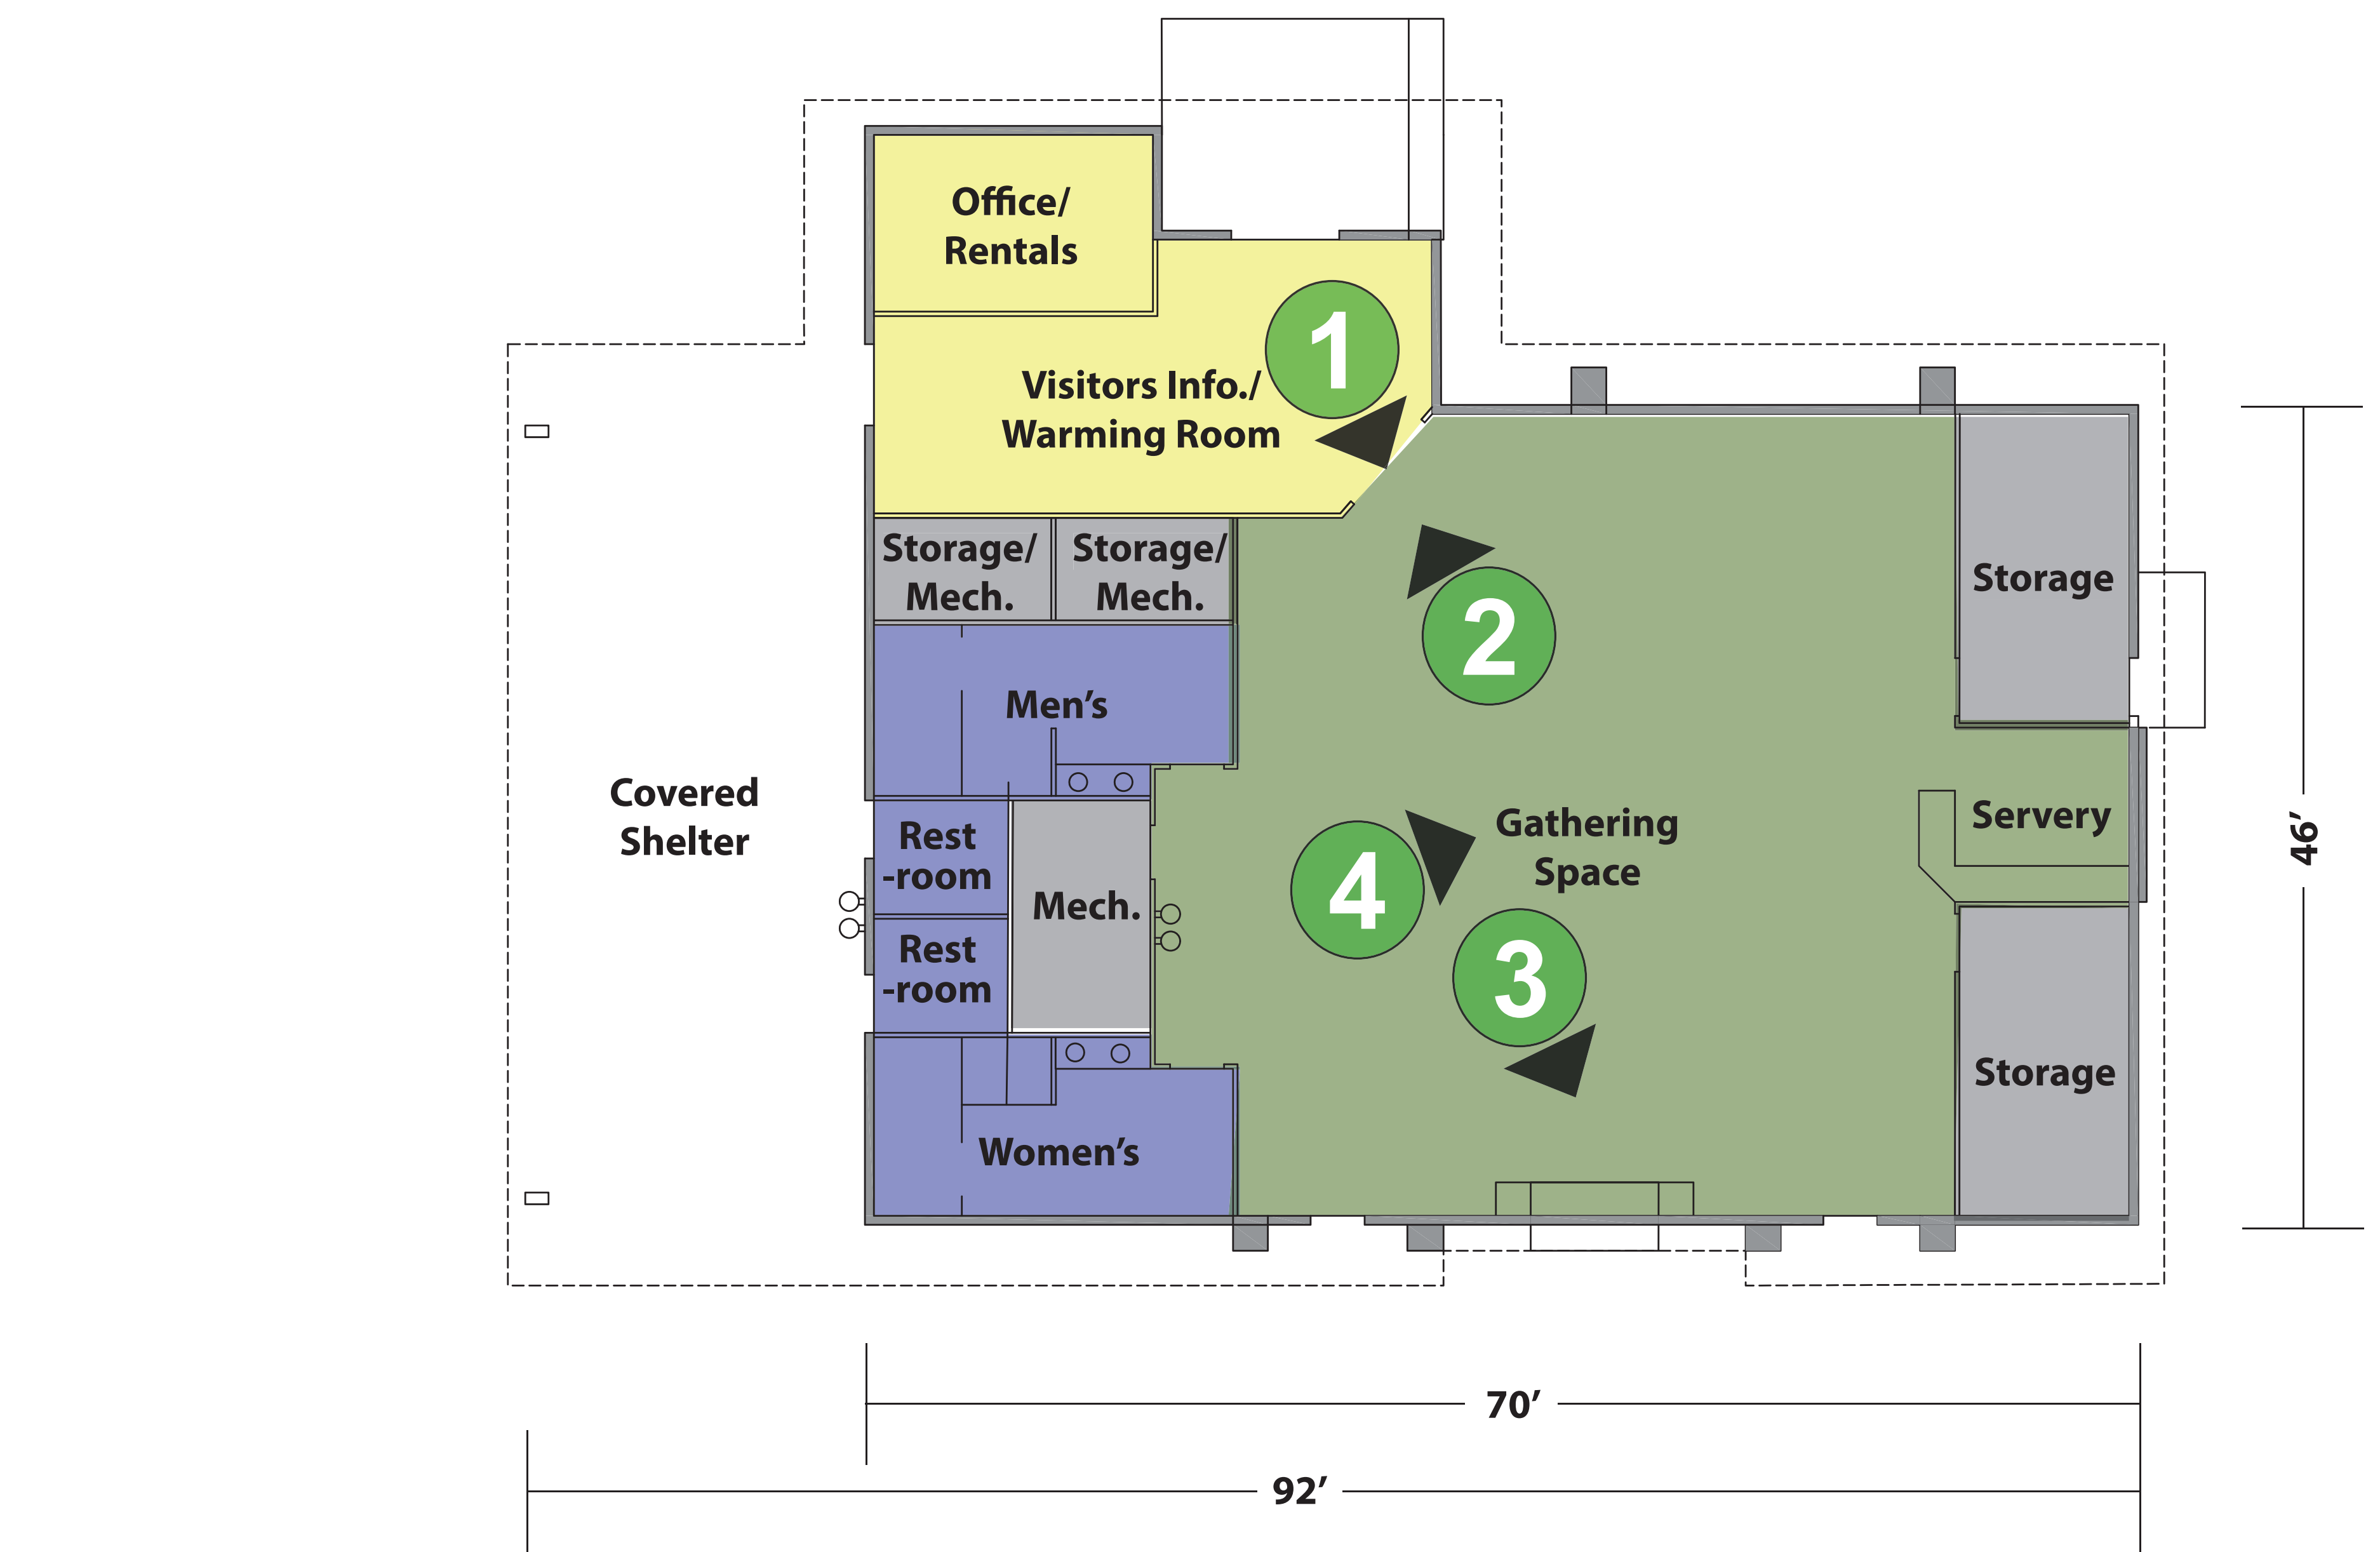 Office/
Rentals
1
Visitors Info./
Warming Room
Storage/
Mech.
Storage/
Mech.
Storage
2
Men’s
Covered
Shelter
Rest
-room
Mech.
Rest
-room
4
Gathering
Space
3
Servery
46’
Storage
Women’s
70’
92’